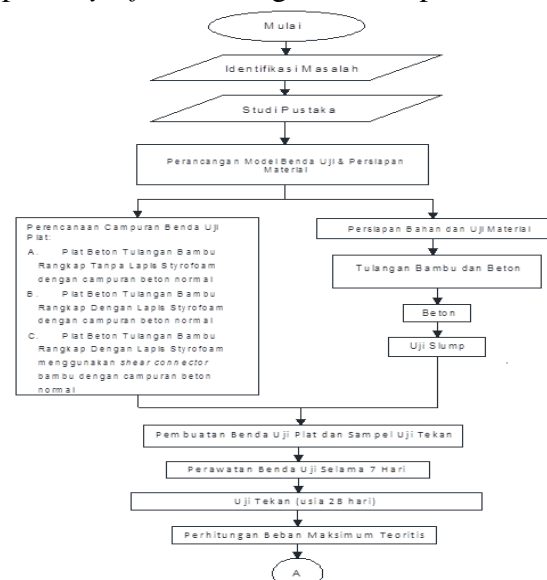 Mulai
Identifikasi Masalah
Studi Pustaka
Perancangan Model Benda Uji & Persiapan
Material
Perencanaan Campuran Benda Uji
Plat:
A. Plat Beton Tulangan Bambu
Rangkap Tanpa Lapis Styrofoam
dengan campuran beton normal
B. Plat Beton Tulangan Bambu
Rangkap Dengan Lapis Styrofoam
dengan campuran beton normal
C. Plat Beton Tulangan Bambu
Rangkap Dengan Lapis Styrofoam
menggunakan shear connector
bambu dengan campuran beton
normal
Persiapan Bahan dan Uji Material
Tulangan Bambu dan Beton
Beton
Uji Slump
Pembuatan Benda Uji Plat dan Sampel Uji Tekan
Perawatan Benda Uji Selama 7 Hari
Uji Tekan (usia 28 hari)
Perhitungan Beban Maksimum Teoritis
A